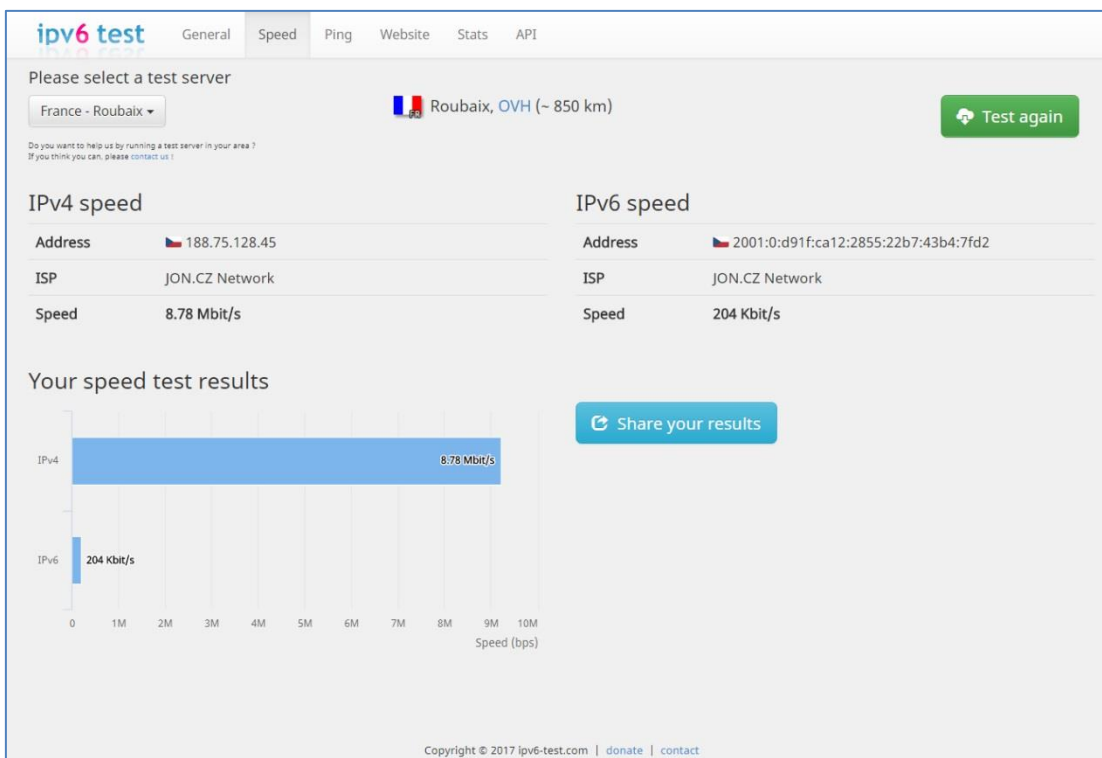 ipv6 test General Speed Ping Website Stats API
Please select a test server
France - Roubaix
FR Roubaix, OVH (~ 850 km)
Test again
Do you want to help us by running a test server in your area ?
If you think you can, please contact us !
IPv4 speed
Address 188.75.128.45
ISP JON.CZ Network
Speed 8.78 Mbit/s
IPv6 speed
Address 2001:0:d91f:ca12:2855:22b7:43b4:7fd2
ISP JON.CZ Network
Speed 204 Kbit/s
Your speed test results
Share your results
IPv4 8.78 Mbit/s
IPv6 204 Kbit/s
0 1M 2M 3M 4M 5M 6M 7M 8M 9M 10M
Speed (bps)
Copyright © 2017 ipv6-test.com | donate | contact